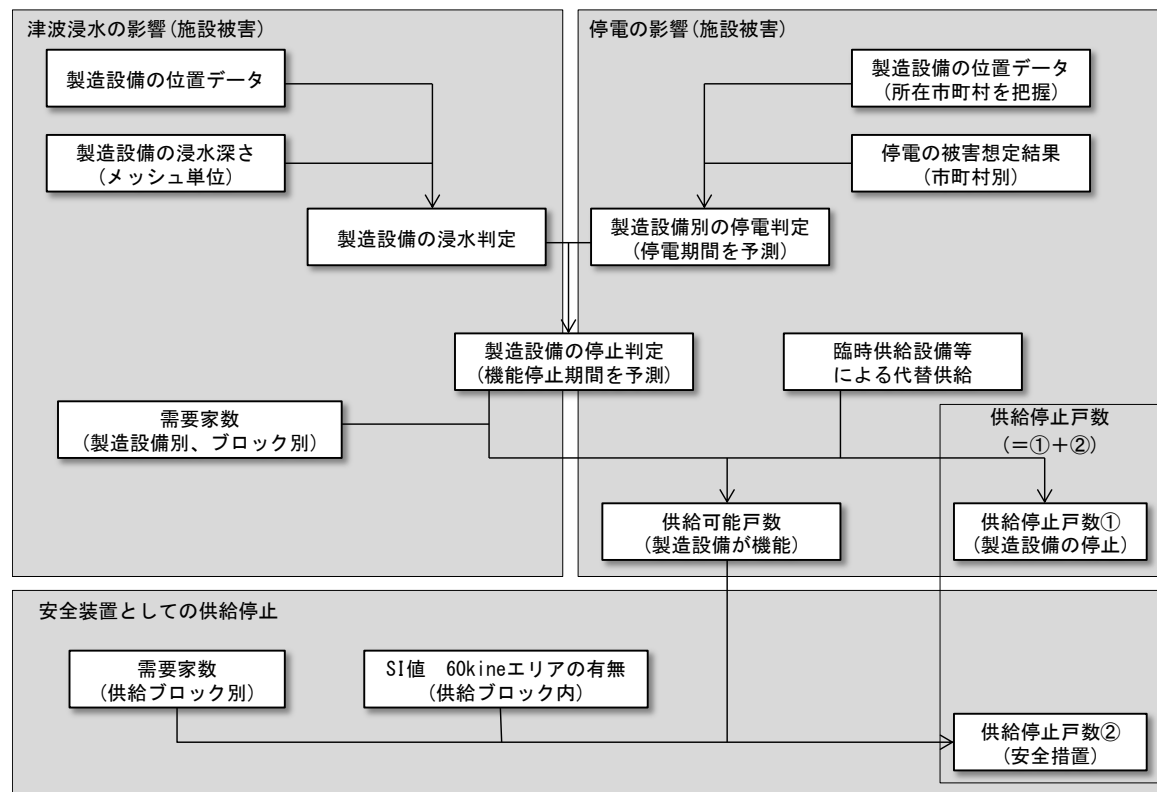 津波浸水の影響(施設被害)
製造設備の位置データ
製造設備の浸水深さ
(メッシュ単位)
製造設備の浸水判定
停電の影響(施設被害)
製造設備の位置データ
(所在市町村を把握)
停電の被害想定結果
(市町村別)
製造設備別の停電判定
(停電期間を予測)
製造設備の停止判定
(機能停止期間を予測)
臨時供給設備等
による代替供給
需要家数
(製造設備別、ブロック別)
供給停止戸数
(=①+②)
供給可能戸数
(製造設備が機能)
供給停止戸数①
(製造設備の停止)
安全装置としての供給停止
需要家数
(供給ブロック別)
SI値　60kineエリアの有無
(供給ブロック内)
供給停止戸数②
(安全措置)